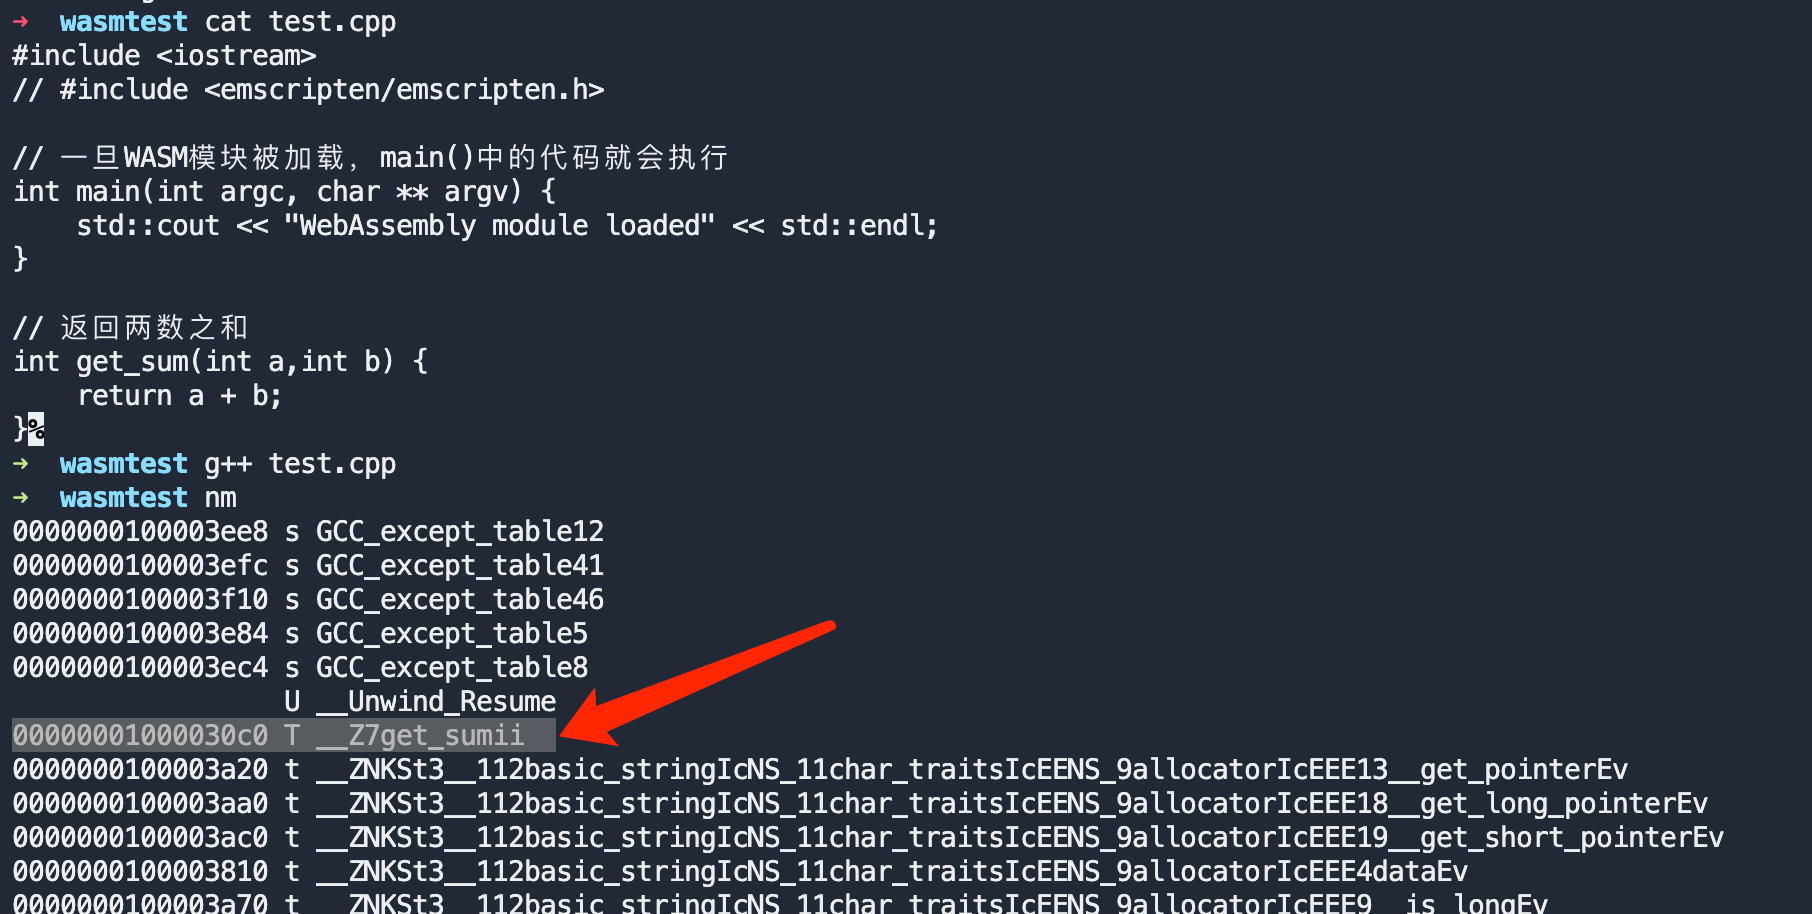 ➜  wasmtest cat test.cpp
#include <iostream>
// #include <emscripten/emscripten.h>
// 一旦WASM模块被加载，main()中的代码就会执行
int main(int argc, char ** argv) {
    std::cout << "WebAssembly module loaded" << std::endl;
}
// 返回两数之和
int get_sum(int a,int b) {
    return a + b;
}%
➜  wasmtest g++ test.cpp
➜  wasmtest nm
0000000100003ee8 s GCC_except_table12
0000000100003efc s GCC_except_table41
0000000100003f10 s GCC_except_table46
0000000100003e84 s GCC_except_table5
0000000100003ec4 s GCC_except_table8
                 U __Unwind_Resume
00000001000030c0 T __Z7get_sumii
0000000100003a20 t __ZNKSt3__112basic_stringIcNS_11char_traitsIcEENS_9allocatorIcEEE13__get_pointerEv
0000000100003aa0 t __ZNKSt3__112basic_stringIcNS_11char_traitsIcEENS_9allocatorIcEEE18__get_long_pointerEv
0000000100003ac0 t __ZNKSt3__112basic_stringIcNS_11char_traitsIcEENS_9allocatorIcEEE19__get_short_pointerEv
0000000100003810 t __ZNKSt3__112basic_stringIcNS_11char_traitsIcEENS_9allocatorIcEEE4dataEv
0000000100003a70 t __ZNKSt3__112basic_stringIcNS_11char_traitsIcEENS_9allocatorIcEEE9__is_longEv